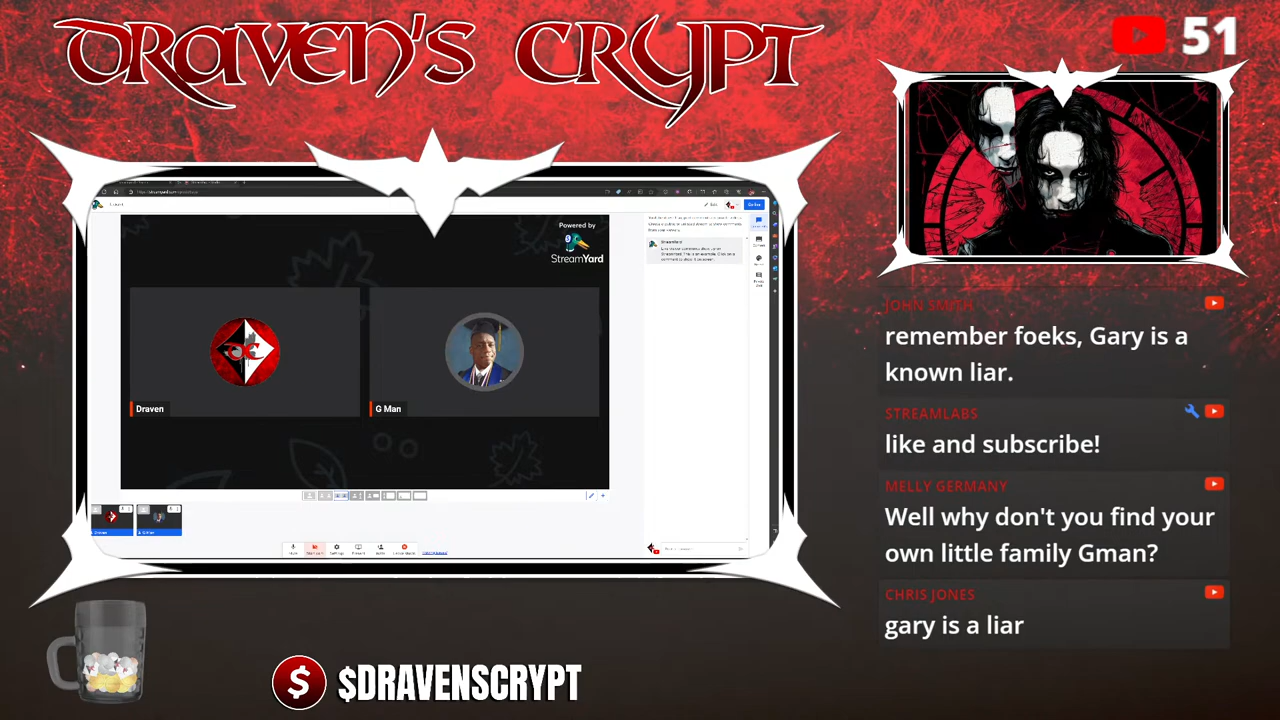 DRAVEN'S CRYPT
51
Powered by
StreamYard
Draven
G Man
JOHN SMITH
remember foeks, Gary is a
known liar.
STREAMLABS
like and subscribe!
MELLY GERMANY
Well why don't you find your
own little family Gman?
CHRIS JONES
gary is a liar
$ $DRAVENSCRYPT